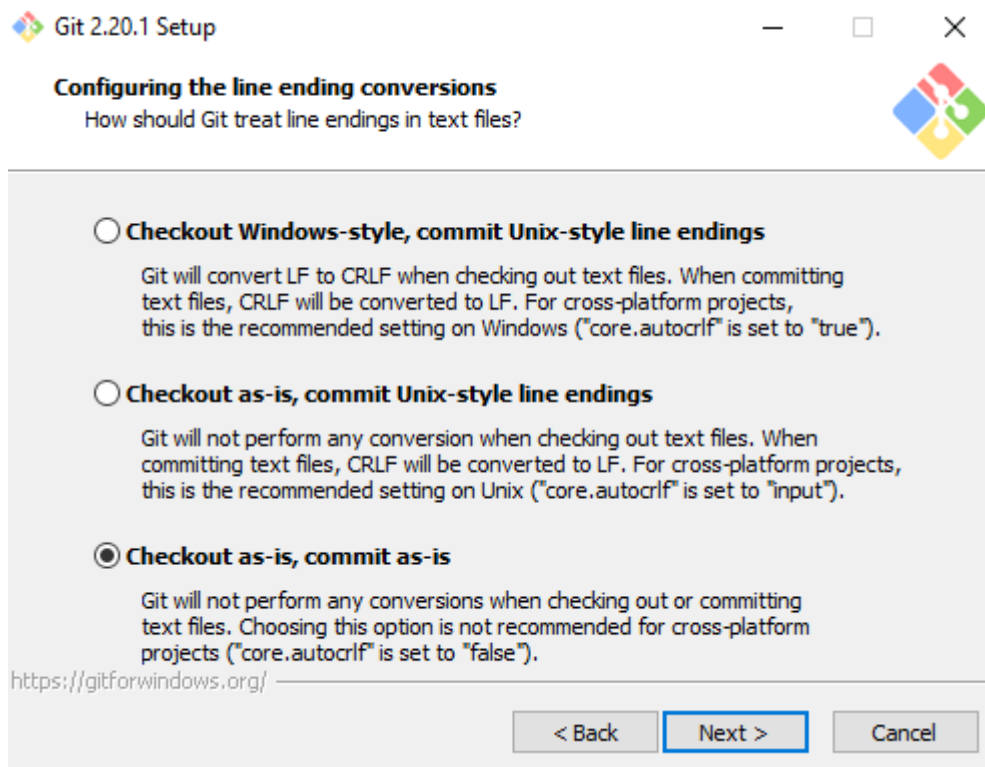 Git 2.20.1 Setup
Configuring the line ending conversions
How should Git treat line endings in text files?
Checkout Windows-style, commit Unix-style line endings
Git will convert LF to CRLF when checking out text files. When committing
text files, CRLF will be converted to LF. For cross-platform projects,
this is the recommended setting on Windows ("core.autocrlf" is set to "true").
Checkout as-is, commit Unix-style line endings
Git will not perform any conversion when checking out text files. When
committing text files, CRLF will be converted to LF. For cross-platform projects,
this is the recommended setting on Unix ("core.autocrlf" is set to "input").
Checkout as-is, commit as-is
Git will not perform any conversions when checking out or committing
text files. Choosing this option is not recommended for cross-platform
projects ("core.autocrlf" is set to "false").
https://gitforwindows.org/
< Back
Next >
Cancel